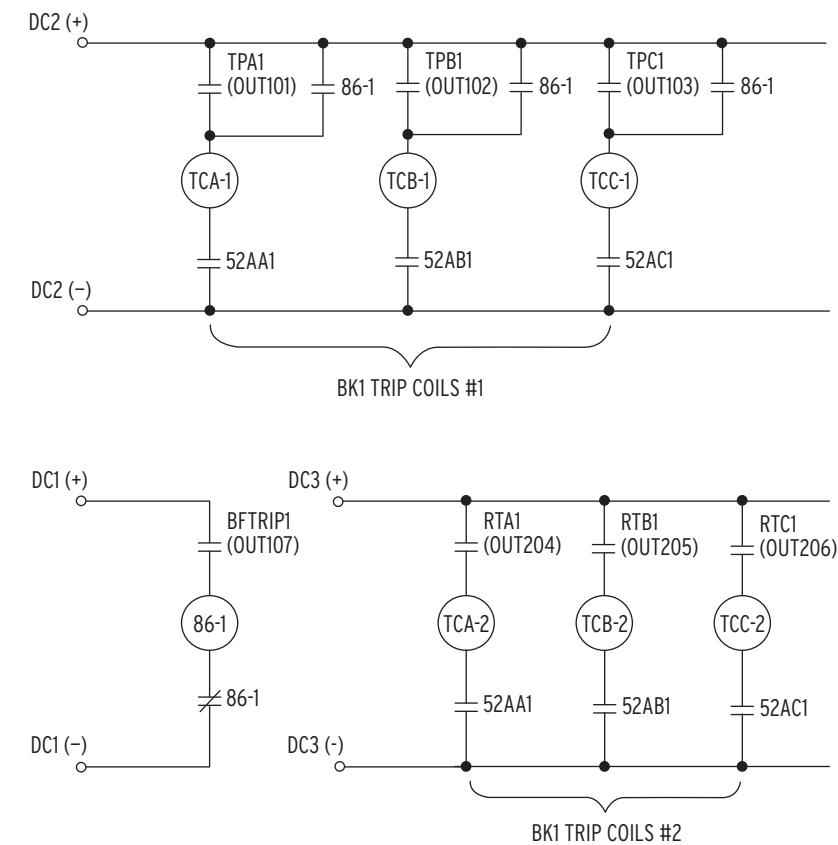 DC2 (+)
TPA1
(OUT101)
86-1
TPB1
(OUT102)
86-1
TPC1
(OUT103)
86-1
TCA-1
TCB-1
TCC-1
52AA1
52AB1
52AC1
DC2 (–)
BK1 TRIP COILS #1
DC1 (+)
BFTRIP1
(OUT107)
86-1
86-1
DC1 (–)
DC3 (+)
RTA1
(OUT204)
RTB1
(OUT205)
RTC1
(OUT206)
TCA-2
TCB-2
TCC-2
52AA1
52AB1
52AC1
DC3 (-)
BK1 TRIP COILS #2